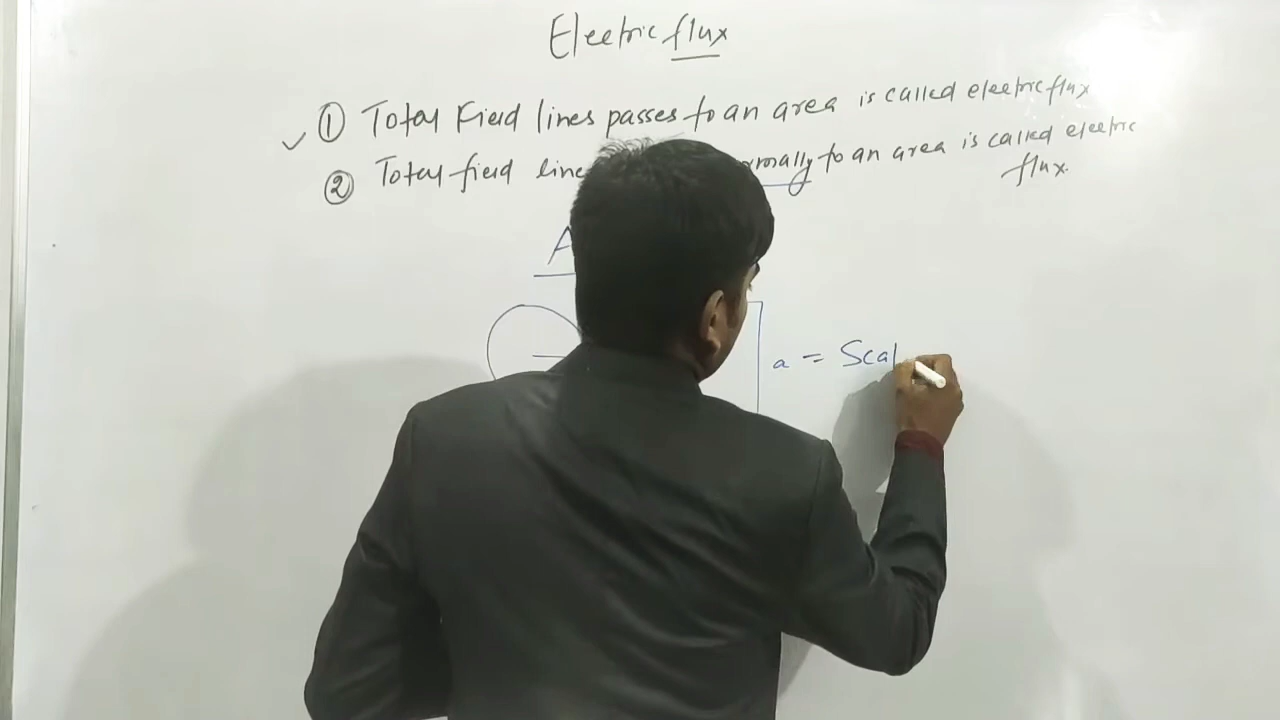 Electric flux
① Total Field lines passes to an area is called electric flux
② Total field line to an area is called electric
flux.
A
a = Scal